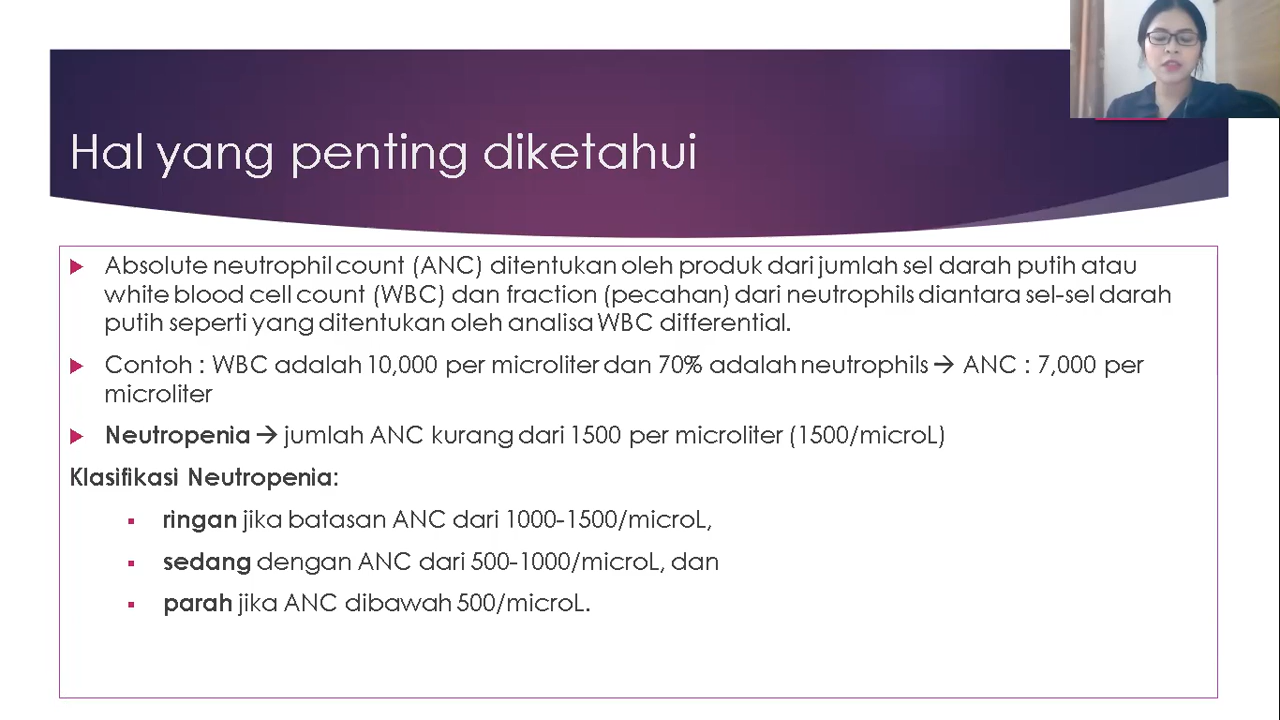 Hal yang penting diketahui
Absolute neutrophil count (ANC) ditentukan oleh produk dari jumlah sel darah putih atau
white blood cell count (WBC) dan fraction (pecahan) dari neutrophils diantara sel-sel darah
putih seperti yang ditentukan oleh analisa WBC differential.
Contoh : WBC adalah 10,000 per microliter dan 70% adalah neutrophils → ANC : 7,000 per
microliter
Neutropenia → jumlah ANC kurang dari 1500 per microliter (1500/microL)
Klasifikasi Neutropenia:
ringan jika batasan ANC dari 1000-1500/microL,
sedang dengan ANC dari 500-1000/microL, dan
parah jika ANC dibawah 500/microL.